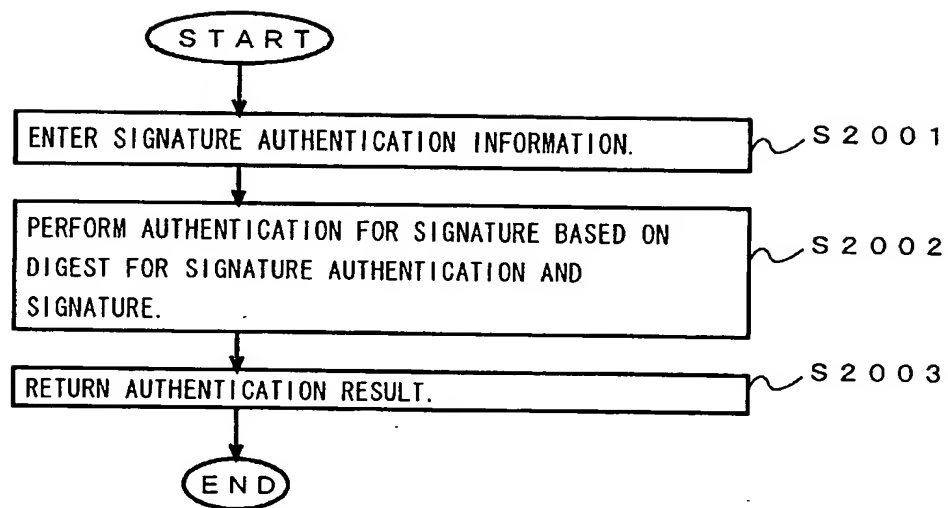 START
ENTER SIGNATURE AUTHENTICATION INFORMATION.
S2001
PERFORM AUTHENTICATION FOR SIGNATURE BASED ON
DIGEST FOR SIGNATURE AUTHENTICATION AND
SIGNATURE.
S2002
RETURN AUTHENTICATION RESULT.
S2003
END